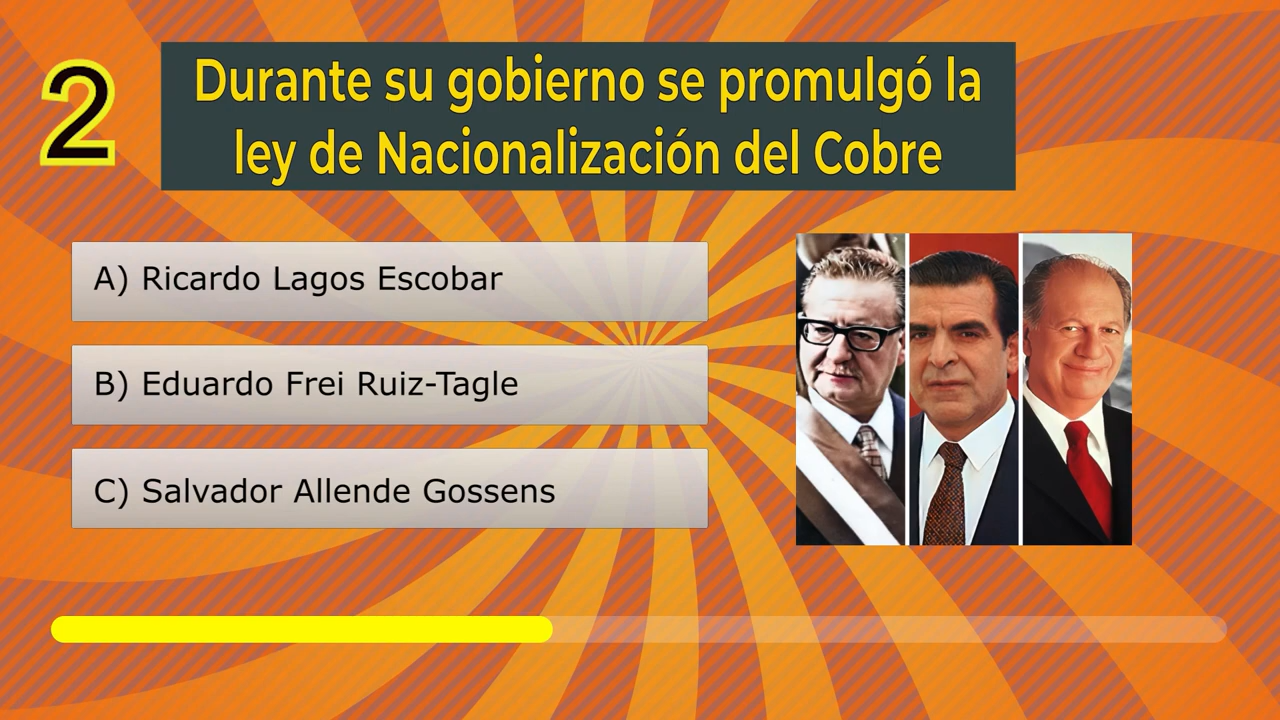 2
Durante su gobierno se promulgó la
ley de Nacionalización del Cobre
A) Ricardo Lagos Escobar
B) Eduardo Frei Ruiz-Tagle
C) Salvador Allende Gossens